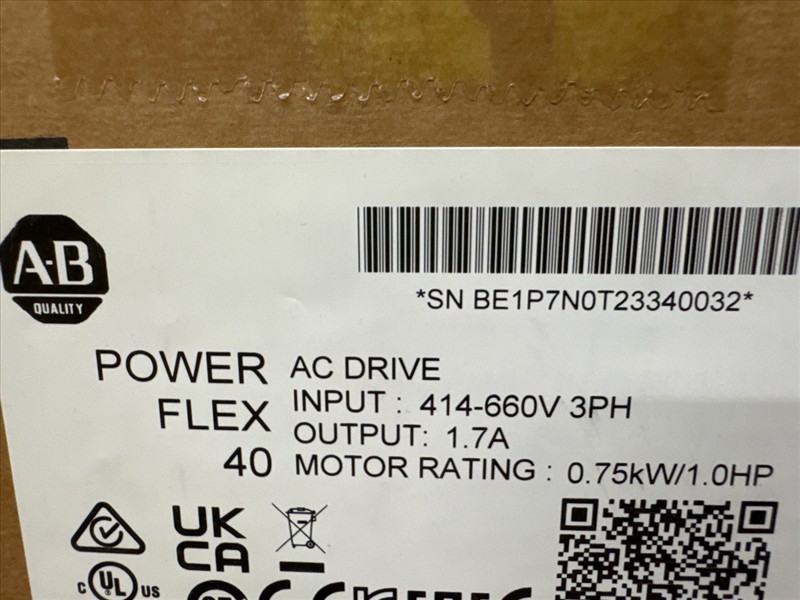 A-B
QUALITY
*SN BE1P7N0T23340032*
POWER
FLEX
40
AC DRIVE
INPUT : 414-660V 3PH
OUTPUT: 1.7A
MOTOR RATING : 0.75kW/1.0HP
UK
CA
C UL US